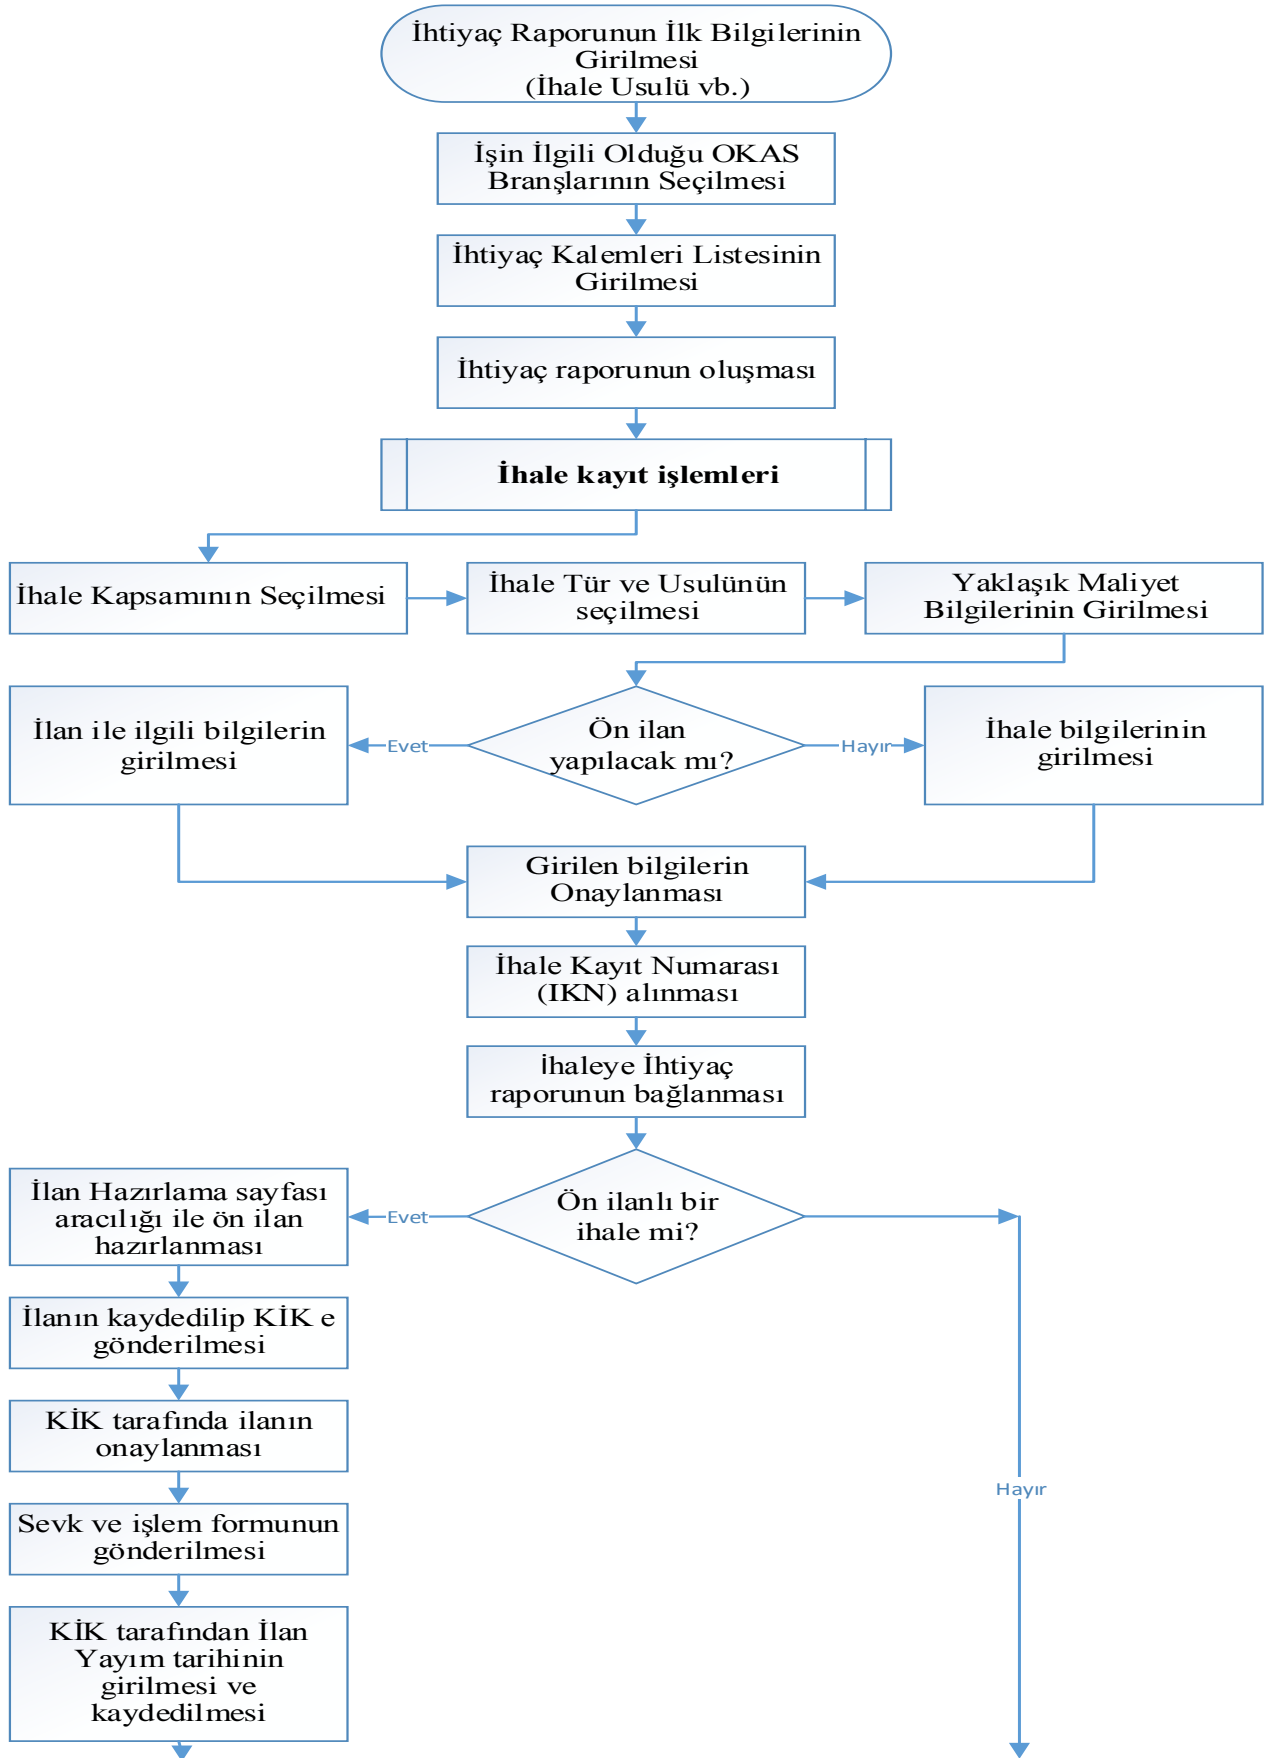 İhtiyaç Raporunun İlk Bilgilerinin
Girilmesi
(İhale Usulü vb.)
İşin İlgili Olduğu OKAS
Branşlarının Seçilmesi
İhtiyaç Kalemleri Listesinin
Girilmesi
İhtiyaç raporunun oluşması
İhale kayıt işlemleri
İhale Kapsamının Seçilmesi
İhale Tür ve Usulünün
seçilmesi
Yaklaşık Maliyet
Bilgilerinin Girilmesi
İlan ile ilgili bilgilerin
girilmesi
Evet
Ön ilan
yapılacak mı?
Hayır
İhale bilgilerinin
girilmesi
Girilen bilgilerin
Onaylanması
İhale Kayıt Numarası
(IKN) alınması
İhaleye İhtiyaç
raporunun bağlanması
İlan Hazırlama sayfası
aracılığı ile ön ilan
hazırlanması
Evet
Ön ilanlı bir
ihale mi?
İlanın kaydedilip KİK e
gönderilmesi
KİK tarafında ilanın
onaylanması
Hayır
Sevk ve işlem formunun
gönderilmesi
KİK tarafından İlan
Yayım tarihinin
girilmesi ve
kaydedilmesi